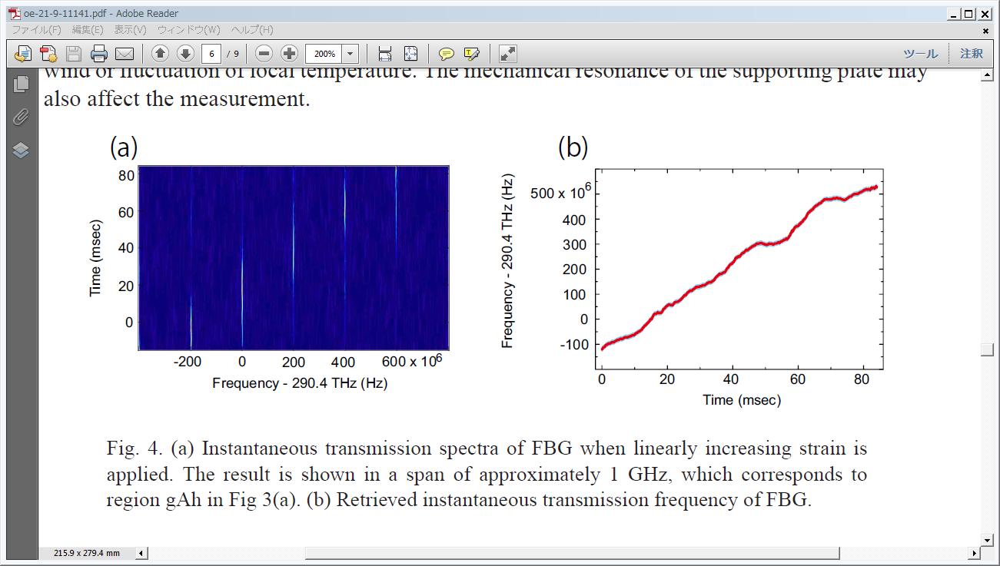 oe-21-9-11141.pdf - Adobe Reader
ファイル(F) 編集(E) 表示(V) ウィンドウ(W) ヘルプ(H)
6 / 9 200% ツール 注釈
wind or fluctuation of local temperature. The mechanical resonance of the supporting plate may
also affect the measurement.
(a)
80
60
40
20
0
Time (msec)
-200 0 200 400 600 x 10⁶
Frequency - 290.4 THz (Hz)
(b)
500 x 10⁶
400
300
200
100
0
-100
Frequency - 290.4 THz (Hz)
0 20 40 60 80
Time (msec)
Fig. 4. (a) Instantaneous transmission spectra of FBG when linearly increasing strain is
applied. The result is shown in a span of approximately 1 GHz, which corresponds to
region gAh in Fig 3(a). (b) Retrieved instantaneous transmission frequency of FBG.
215.9 x 279.4 mm